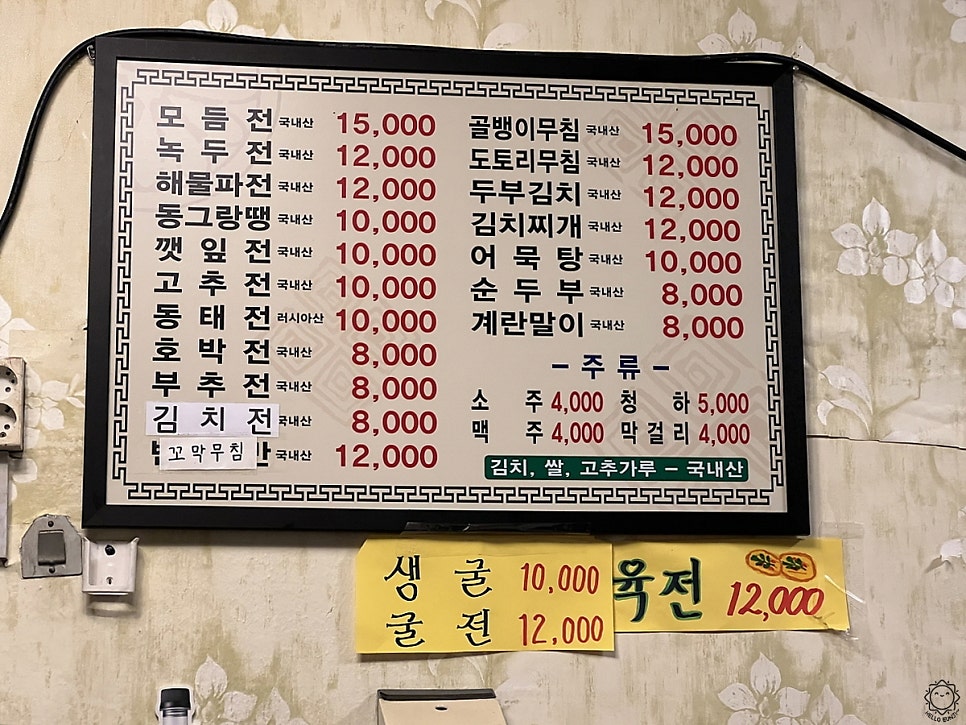 모듬전 국내산 15,000
녹두전 국내산 12,000
해물파전 국내산 12,000
동그랑땡 국내산 10,000
깻잎전 국내산 10,000
고추전 국내산 10,000
동태전 러시아산 10,000
호박전 국내산 8,000
부추전 국내산 8,000
김치전 국내산 8,000
꼬막무침 국내산 12,000
골뱅이무침 국내산 15,000
도토리무침 국내산 12,000
두부김치 국내산 12,000
김치찌개 국내산 12,000
어묵탕 국내산 10,000
순두부 국내산 8,000
계란말이 국내산 8,000
- 주류 -
소주 4,000 청하 5,000
맥주 4,000 막걸리 4,000
김치, 쌀, 고추가루 - 국내산
생굴 10,000
굴전 12,000
육전 12,000
HELLO EUNJI